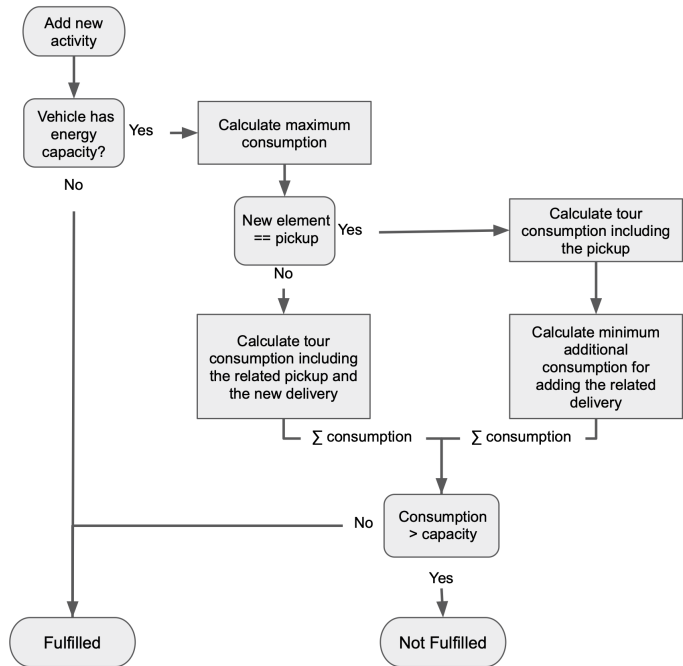 Add new
activity
Vehicle has
energy
capacity?
Yes
No
Calculate maximum
consumption
New element
== pickup
Yes
No
Calculate tour
consumption including
the pickup
Calculate tour
consumption including
the related pickup and
the new delivery
Calculate minimum
additional
consumption for
adding the related
delivery
∑ consumption
∑ consumption
Consumption
> capacity
No
Yes
Fulfilled
Not Fulfilled